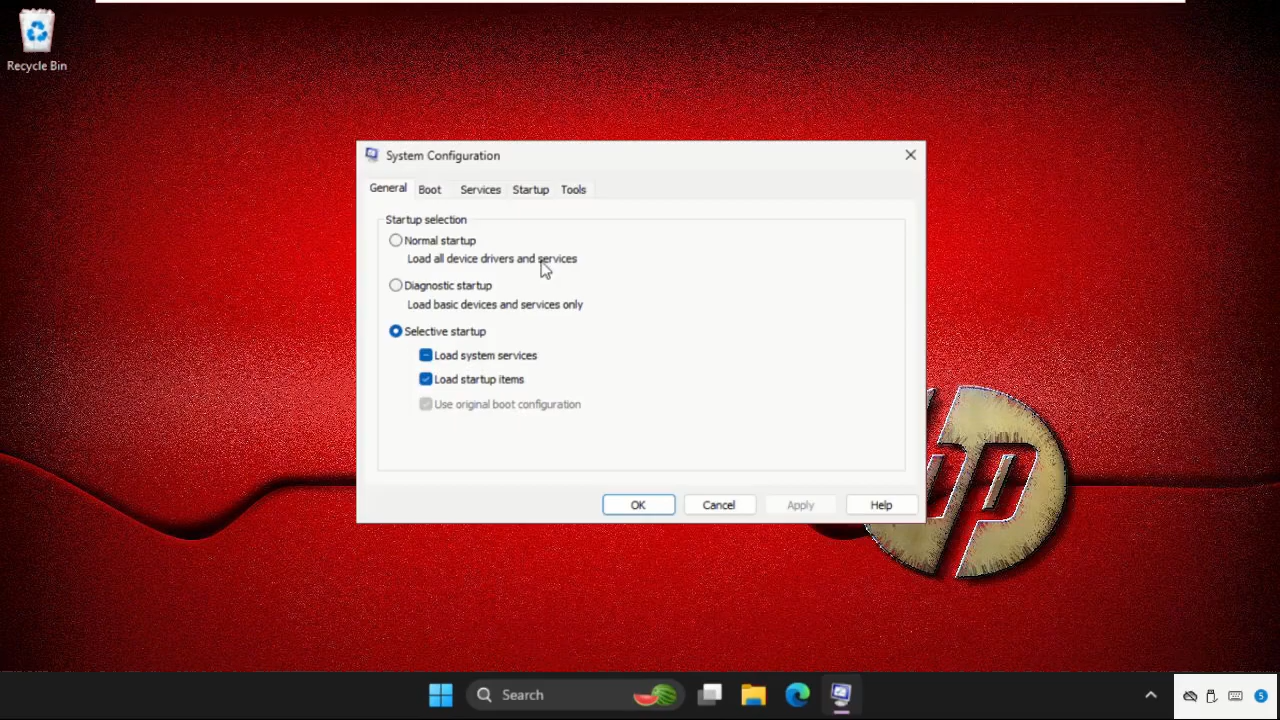 Recycle Bin
System Configuration
General Boot Services Startup Tools
Startup selection
Normal startup
Load all device drivers and services
Diagnostic startup
Load basic devices and services only
Selective startup
Load system services
Load startup items
Use original boot configuration
OK Cancel Apply Help
hp
Search
5